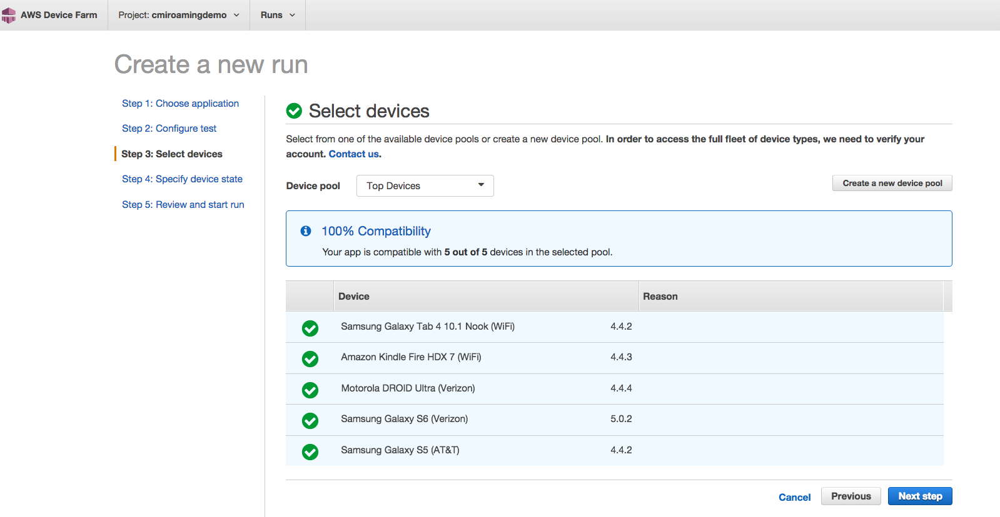 AWS Device Farm
Project: cmiroamingdemo
Runs
Create a new run
Step 1: Choose application
Step 2: Configure test
Step 3: Select devices
Step 4: Specify device state
Step 5: Review and start run
Select devices
Select from one of the available device pools or create a new device pool. In order to access the full fleet of device types, we need to verify your
account. Contact us.
Device pool
Top Devices
Create a new device pool
100% Compatibility
Your app is compatible with 5 out of 5 devices in the selected pool.
Device Reason
Samsung Galaxy Tab 4 10.1 Nook (WiFi) 4.4.2
Amazon Kindle Fire HDX 7 (WiFi) 4.4.3
Motorola DROID Ultra (Verizon) 4.4.4
Samsung Galaxy S6 (Verizon) 5.0.2
Samsung Galaxy S5 (AT&T) 4.4.2
Cancel Previous Next step